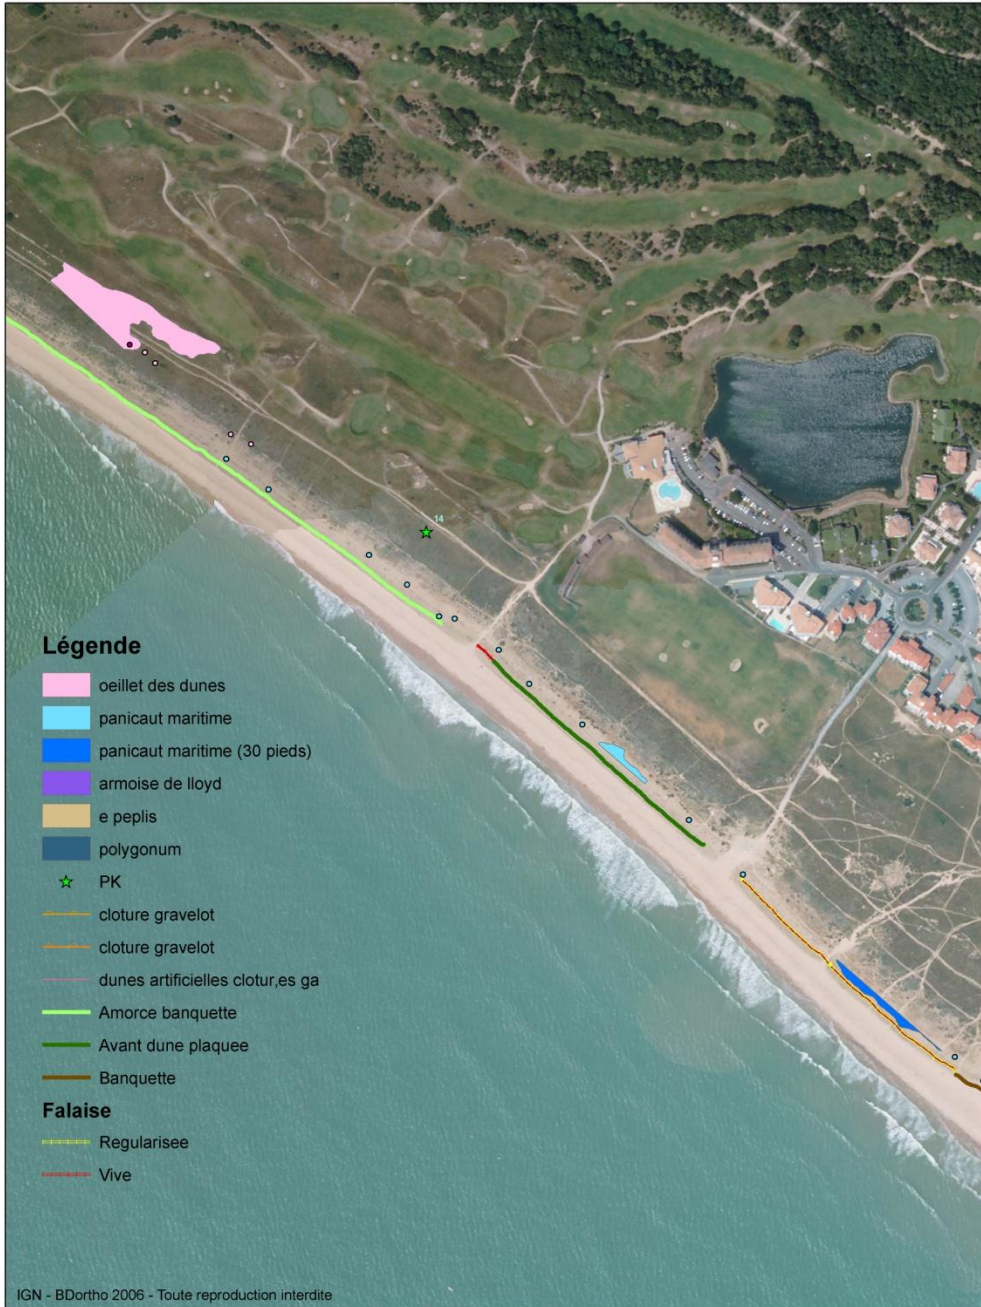 14
Légende
oeillet des dunes
panicaut maritime
panicaut maritime (30 pieds)
armoise de lloyd
e peplis
polygonum
PK
cloture gravelot
cloture gravelot
dunes artificielles clotur,es ga
Amorce banquette
Avant dune plaquee
Banquette
Falaise
Regularisee
Vive
IGN - BDortho 2006 - Toute reproduction interdite